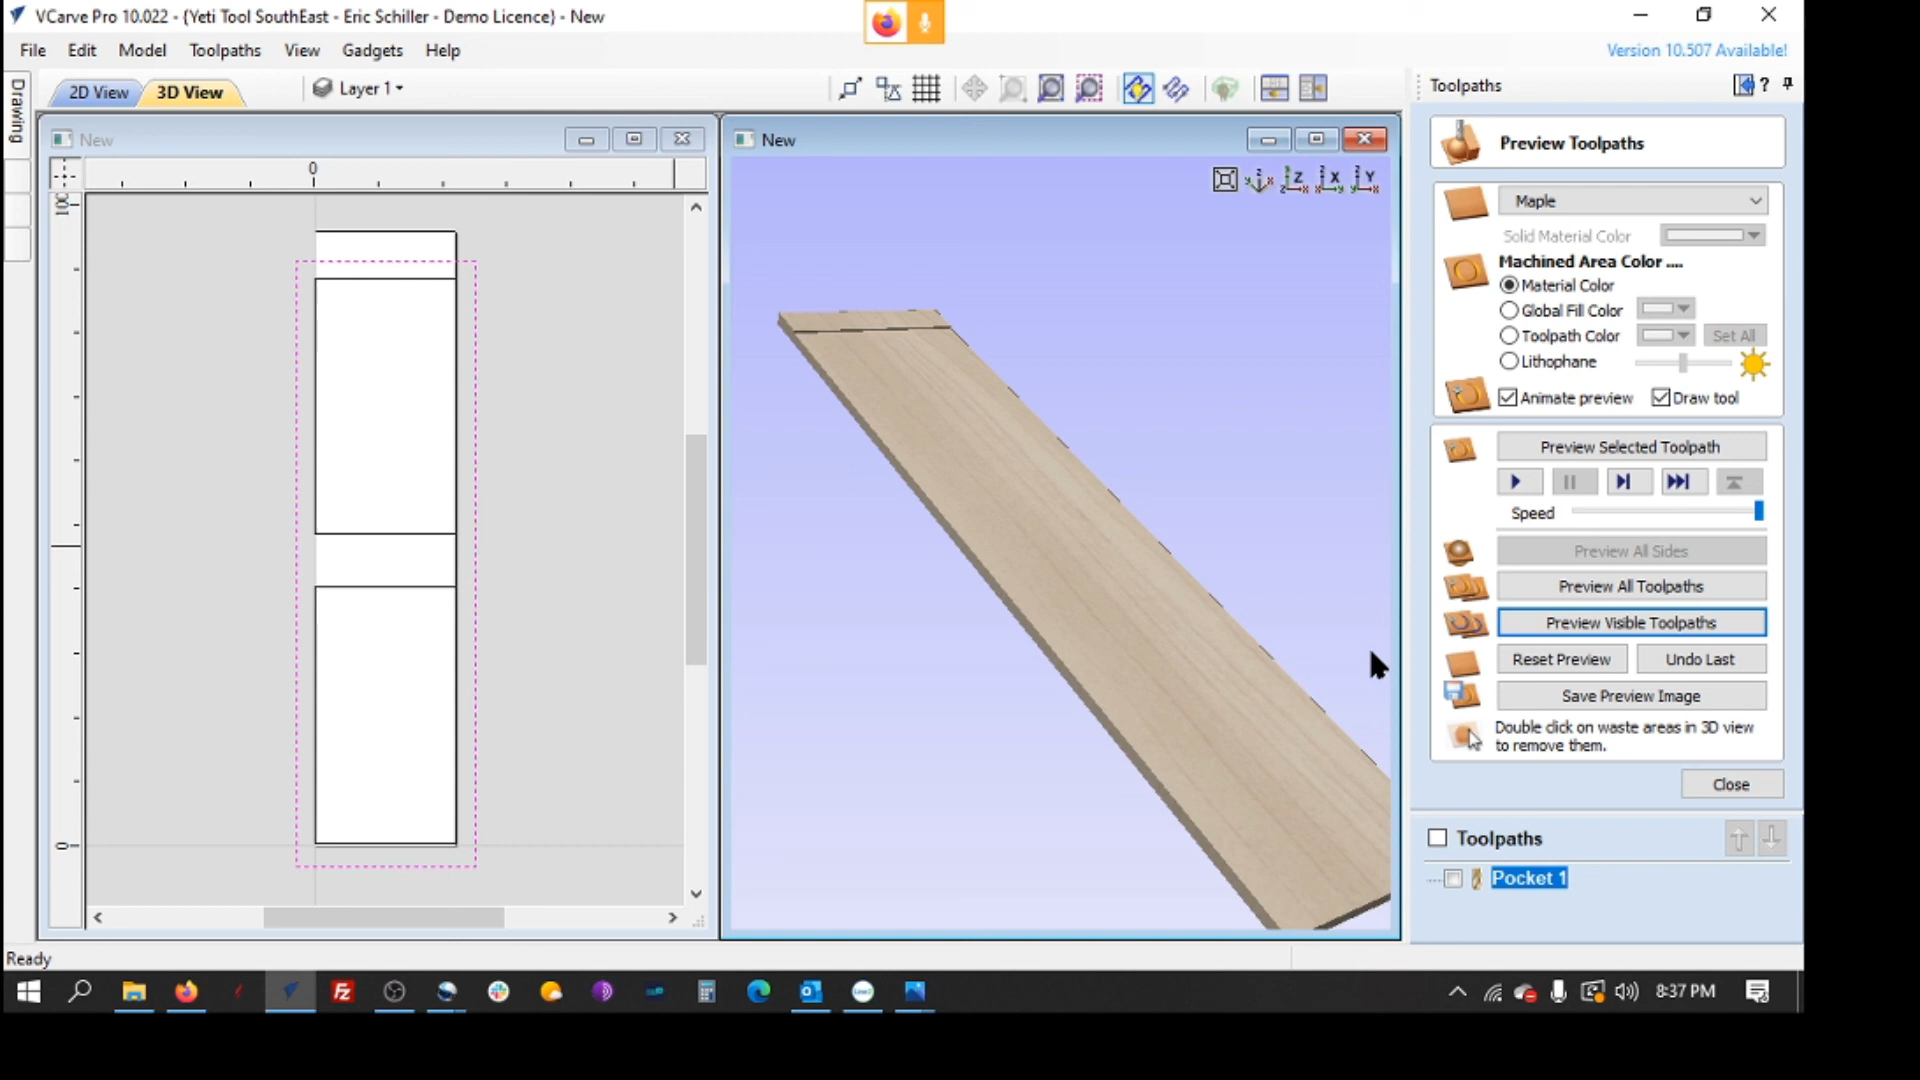 VCarve Pro 10.022 - {Yeti Tool SouthEast - Eric Schiller - Demo Licence} - New
File Edit Model Toolpaths View Gadgets Help
Version 10.507 Available!
Drawing
2D View
3D View
Layer 1
Toolpaths
?
New
0
100
0
New
Z X Y
Preview Toolpaths
Maple
Solid Material Color
Machined Area Color ....
Material Color
Global Fill Color
Toolpath Color
Set All
Lithophane
Animate preview
Draw tool
Preview Selected Toolpath
Speed
Preview All Sides
Preview All Toolpaths
Preview Visible Toolpaths
Reset Preview
Undo Last
Save Preview Image
Double click on waste areas in 3D view
to remove them.
Close
Toolpaths
Pocket 1
Ready
8:37 PM